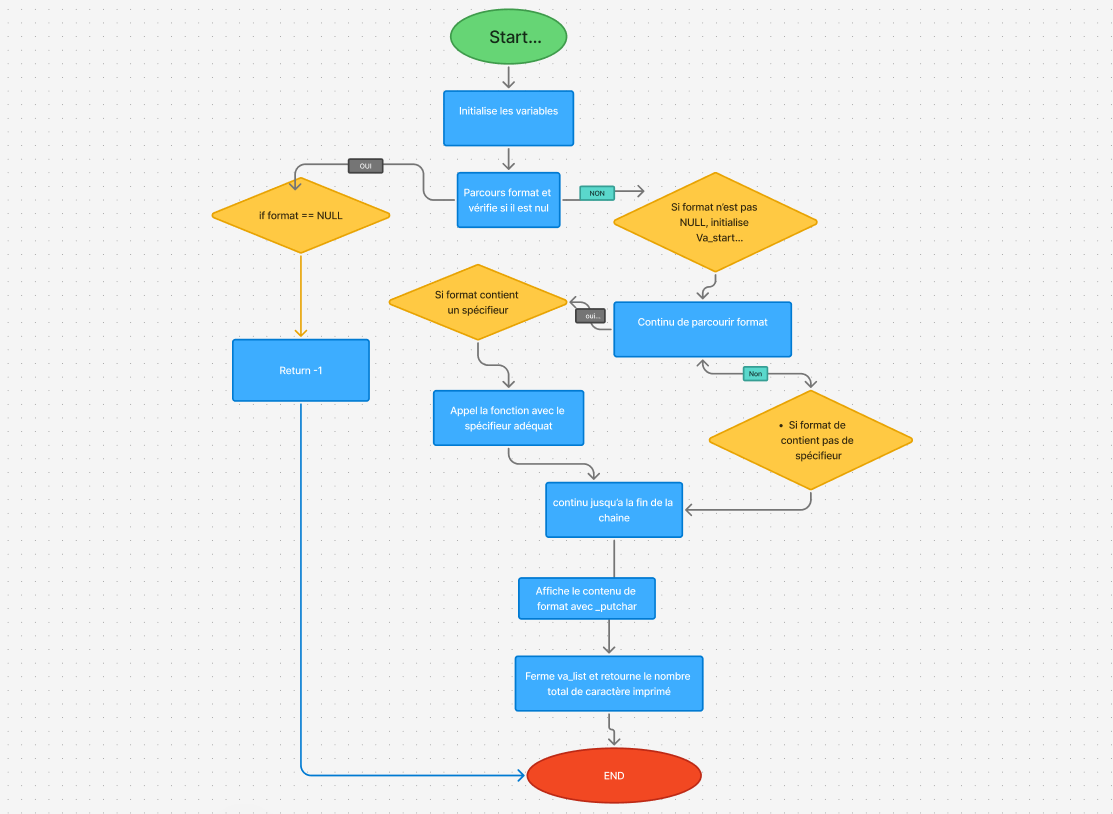 Start...
Initialise les variables
OUI
Parcours format et
vérifie si il est nul
NON
if format == NULL
Si format n'est pas
NULL, initialise
Va_start...
Si format contient
un spécifieur
oui...
Continu de parcourir format
Return -1
Non
Appel la fonction avec le
spécifieur adéquat
• Si format de
contient pas de
spécifieur
continu jusqu'a la fin de la
chaine
Affiche le contenu de
format avec _putchar
Ferme va_list et retourne le nombre
total de caractère imprimé
END